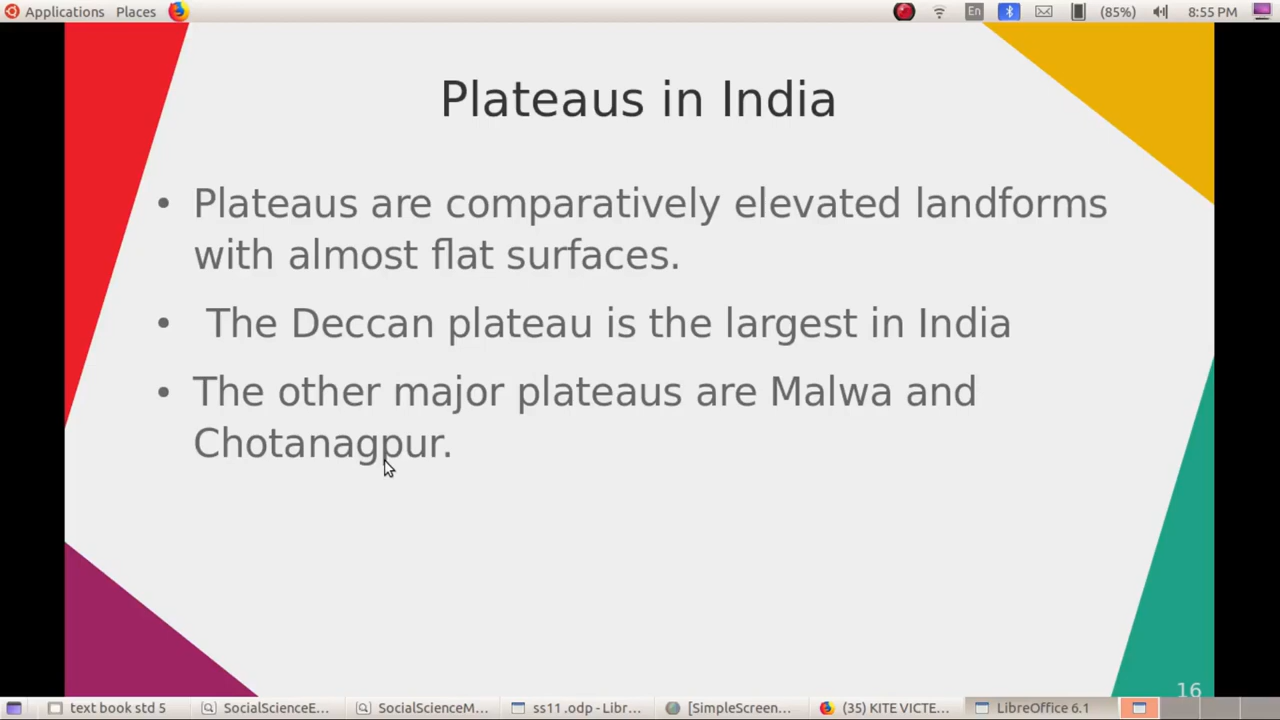 Applications Places En (85%) 8:55 PM
Plateaus in India
• Plateaus are comparatively elevated landforms
with almost flat surfaces.
• The Deccan plateau is the largest in India
• The other major plateaus are Malwa and
Chotanagpur.
16
text book std 5 SocialScienceE... SocialScienceM... ss11.odp - Libr... [SimpleScreen... (35) KITE VICTE... LibreOffice 6.1